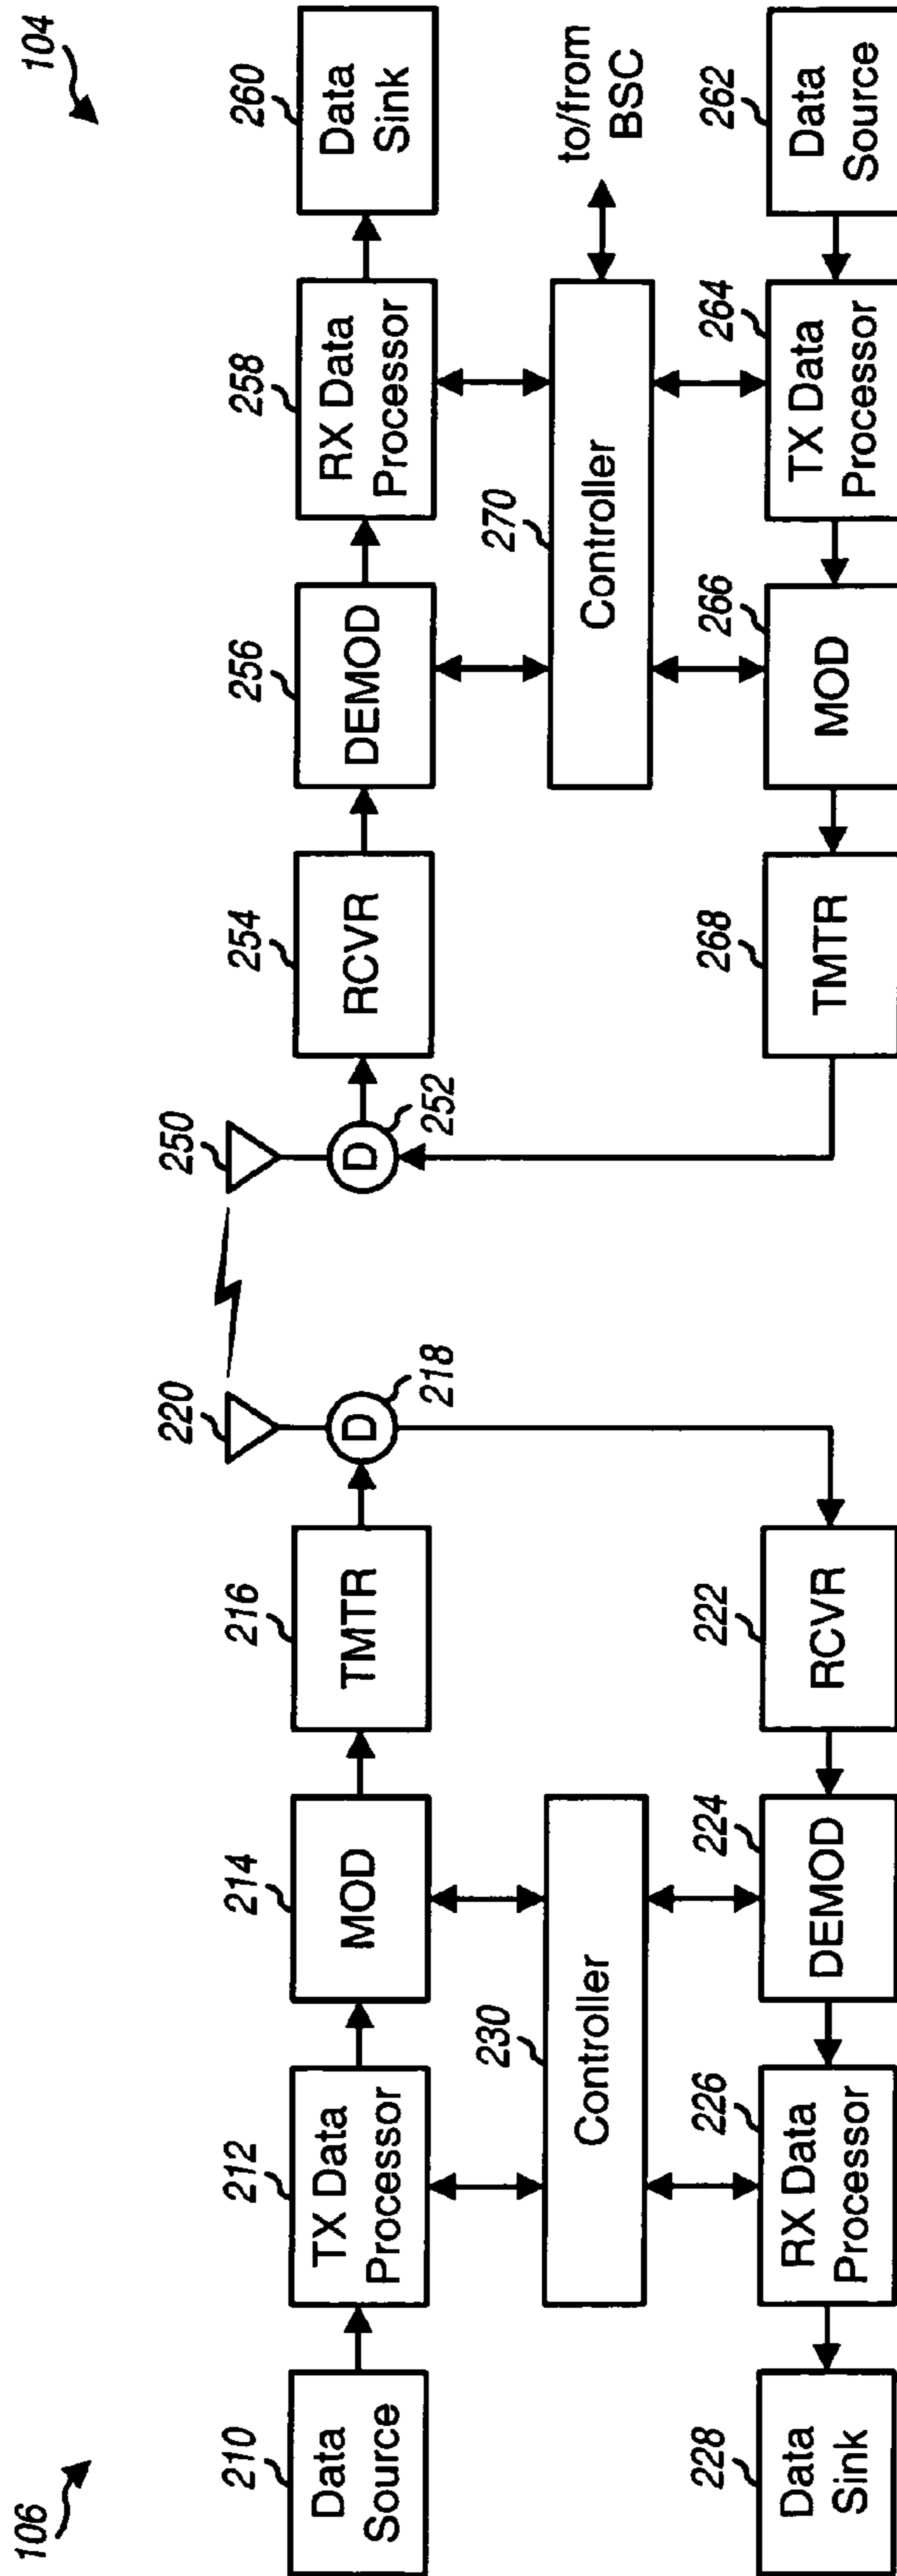 106
104
210
Data
Source
212
TX Data
Processor
214
MOD
216
TMTR
220
D
218
250
D
252
254
RCVR
256
DEMOD
258
RX Data
Processor
260
Data
Sink
230
Controller
270
Controller
to/from
BSC
228
Data
Sink
226
RX Data
Processor
224
DEMOD
222
RCVR
268
TMTR
266
MOD
264
TX Data
Processor
262
Data
Source